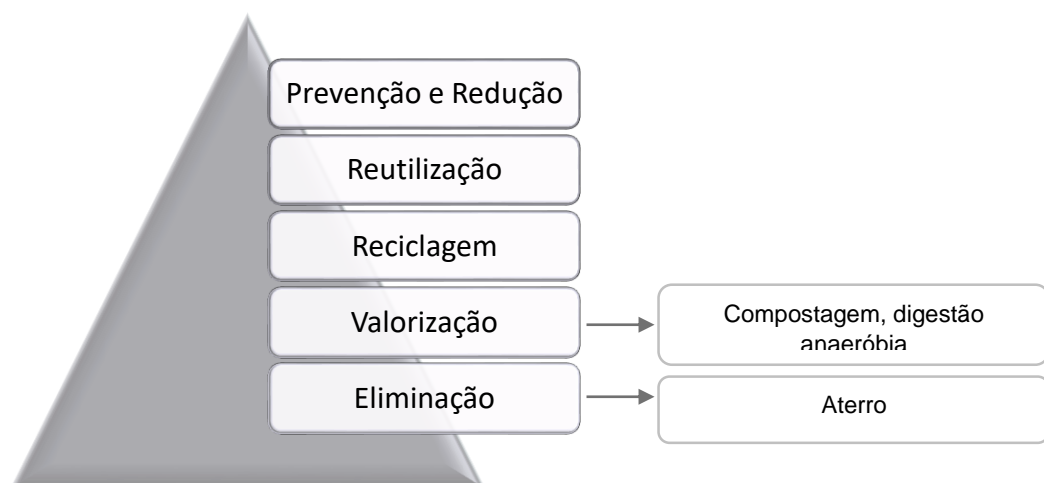 Prevenção e Redução
Reutilização
Reciclagem
Valorização
Compostagem, digestão
anaeróbia
Eliminação
Aterro